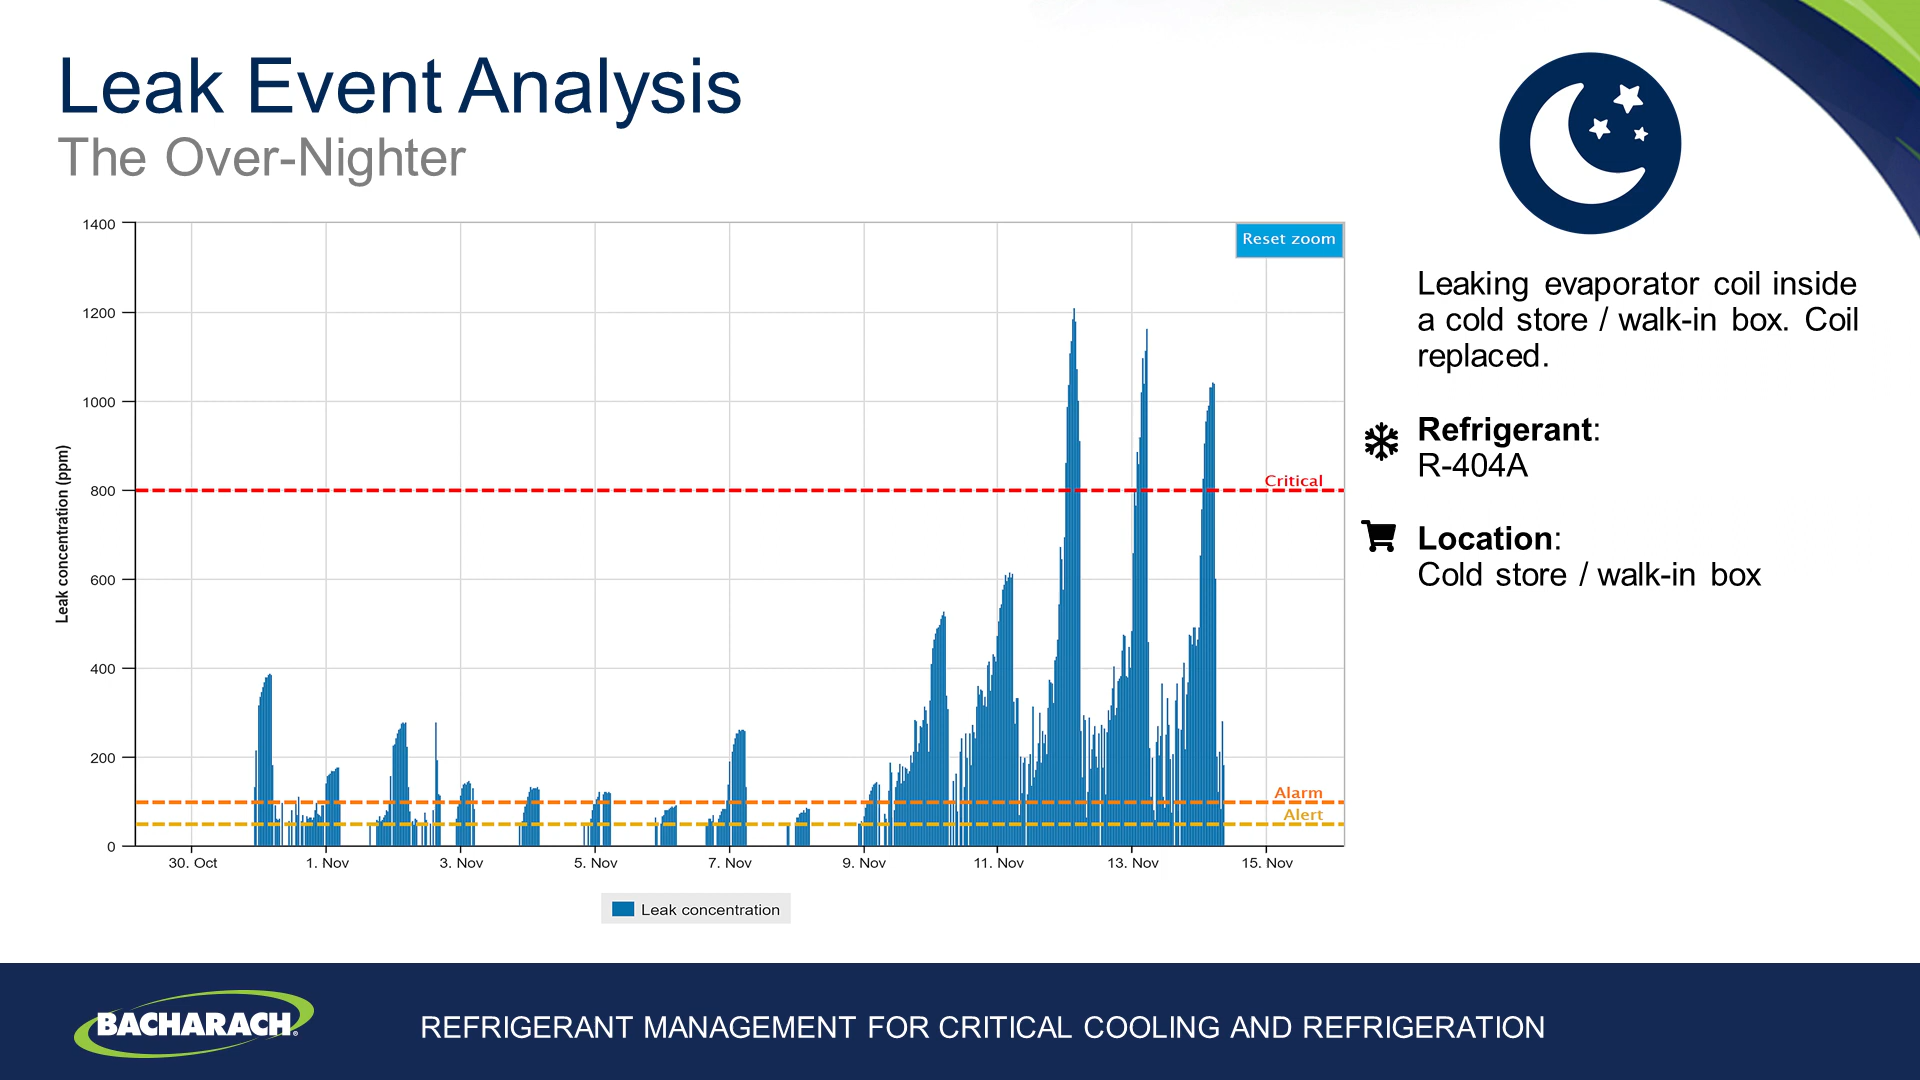 Leak Event Analysis
The Over-Nighter
1400
1200
1000
800
600
400
200
0
Leak concentration (ppm)
Reset zoom
Critical
Alarm
Alert
30. Oct
1. Nov
3. Nov
5. Nov
7. Nov
9. Nov
11. Nov
13. Nov
15. Nov
Leak concentration
Leaking evaporator coil inside
a cold store / walk-in box. Coil
replaced.
Refrigerant:
R-404A
Location:
Cold store / walk-in box
BACHARACH®
REFRIGERANT MANAGEMENT FOR CRITICAL COOLING AND REFRIGERATION